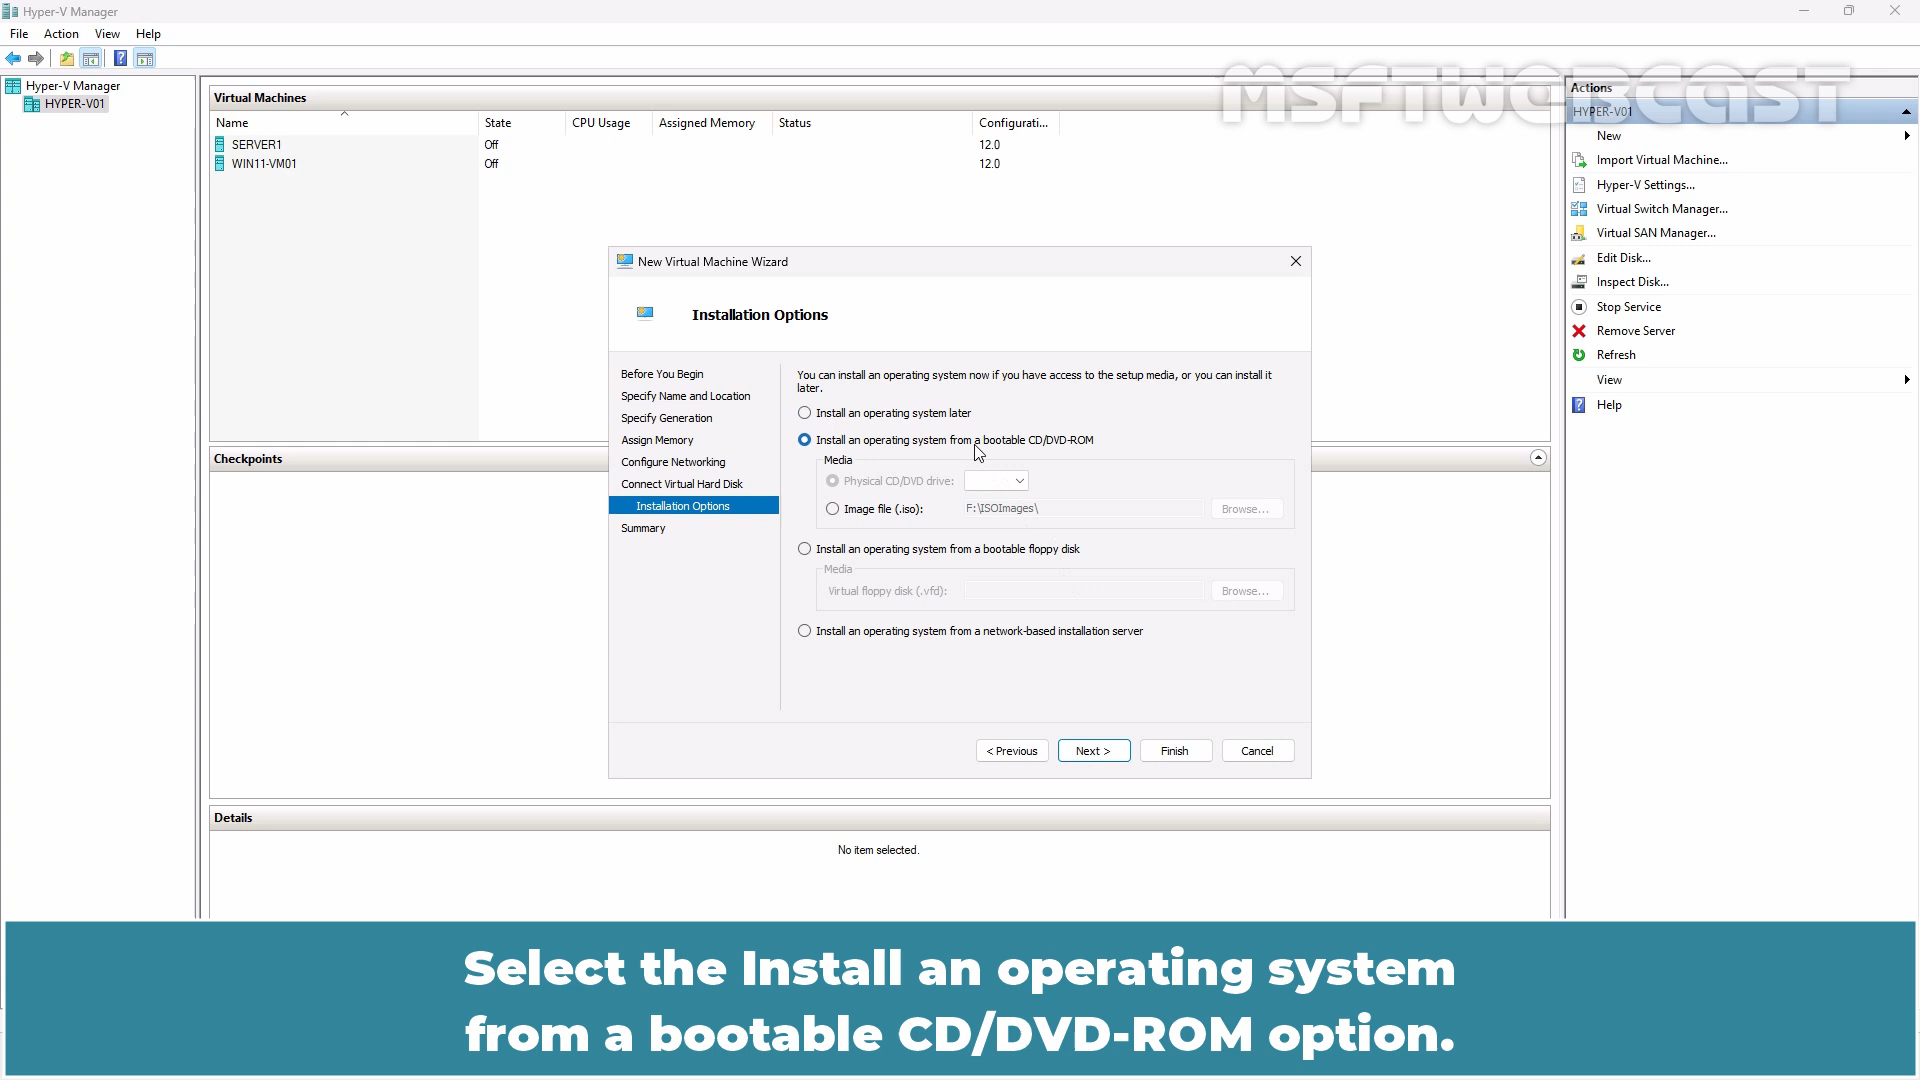 Hyper-V Manager
File Action View Help
MSFTWEBCAST
Hyper-V Manager
HYPER-V01
Virtual Machines
Name State CPU Usage Assigned Memory Status Configurati...
SERVER1 Off 12.0
WIN11-VM01 Off 12.0
Checkpoints
Details
No item selected.
New Virtual Machine Wizard
Installation Options
Before You Begin
Specify Name and Location
Specify Generation
Assign Memory
Configure Networking
Connect Virtual Hard Disk
Installation Options
Summary
You can install an operating system now if you have access to the setup media, or you can install it
later.
Install an operating system later
Install an operating system from a bootable CD/DVD-ROM
Media
Physical CD/DVD drive:
Image file (.iso): F:\ISOImages\ Browse...
Install an operating system from a bootable floppy disk
Media
Virtual floppy disk (.vfd): Browse...
Install an operating system from a network-based installation server
< Previous Next > Finish Cancel
Actions
HYPER-V01
New
Import Virtual Machine...
Hyper-V Settings...
Virtual Switch Manager...
Virtual SAN Manager...
Edit Disk...
Inspect Disk...
Stop Service
Remove Server
Refresh
View
Help
Select the Install an operating system
from a bootable CD/DVD-ROM option.